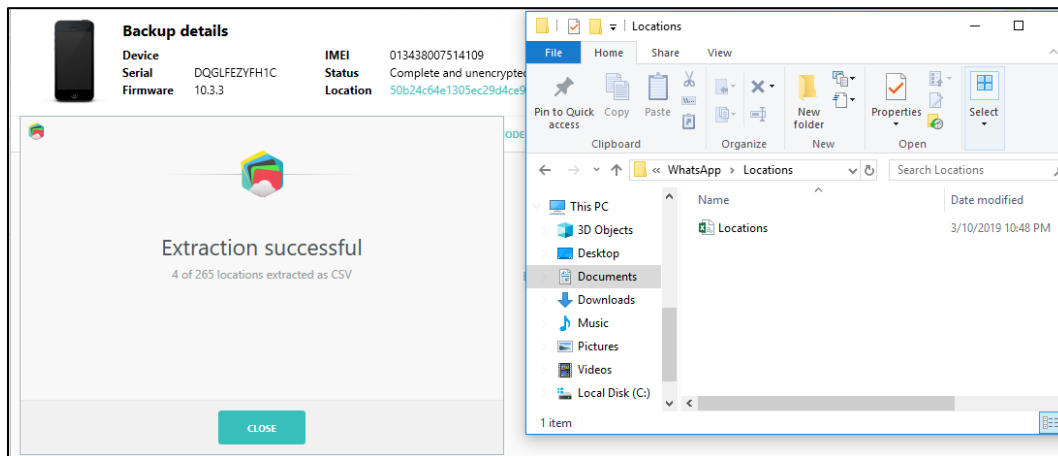 Backup details
Device
IMEI 013438007514109
Serial DQGLFEZYFH1C
Status Complete and unencrypted
Firmware 10.3.3
Location 50b24c64e1305ec29d4ce9
Extraction successful
4 of 265 locations extracted as CSV
CLOSE
Locations
File Home Share View
Pin to Quick access
Copy
Paste
New folder
Properties
Select
Clipboard Organize New Open
« WhatsApp > Locations
Search Locations
This PC
3D Objects
Desktop
Documents
Downloads
Music
Pictures
Videos
Local Disk (C:)
Name Date modified
Locations 3/10/2019 10:48 PM
1 item